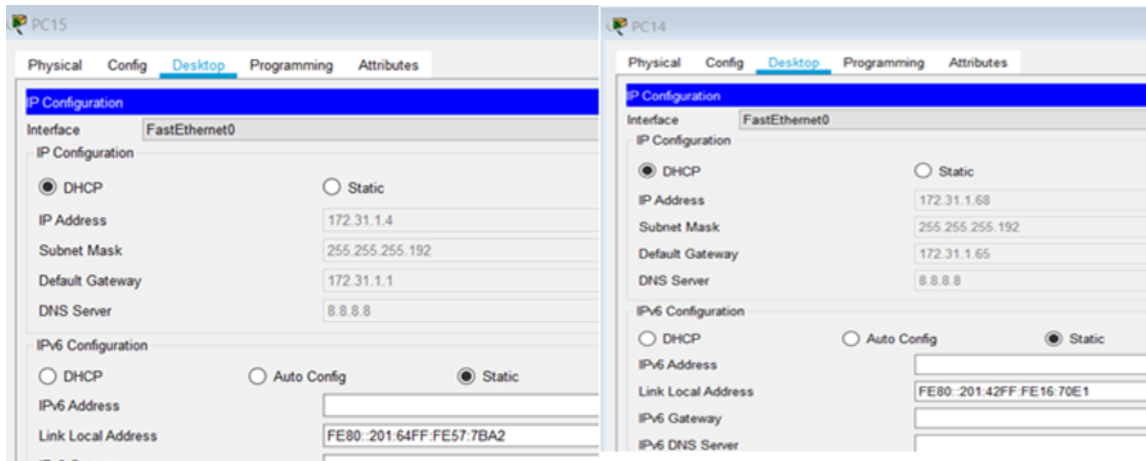 PC15
Physical Config Desktop Programming Attributes
IP Configuration
Interface FastEthernet0
IP Configuration
DHCP Static
IP Address 172.31.1.4
Subnet Mask 255.255.255.192
Default Gateway 172.31.1.1
DNS Server 8.8.8.8
IPv6 Configuration
DHCP Auto Config Static
IPv6 Address
Link Local Address FE80::201:64FF:FE57:7BA2
PC14
Physical Config Desktop Programming Attributes
IP Configuration
Interface FastEthernet0
IP Configuration
DHCP Static
IP Address 172.31.1.68
Subnet Mask 255.255.255.192
Default Gateway 172.31.1.65
DNS Server 8.8.8.8
IPv6 Configuration
DHCP Auto Config Static
IPv6 Address
Link Local Address FE80::201:42FF:FE16:70E1
IPv6 Gateway
IPv6 DNS Server